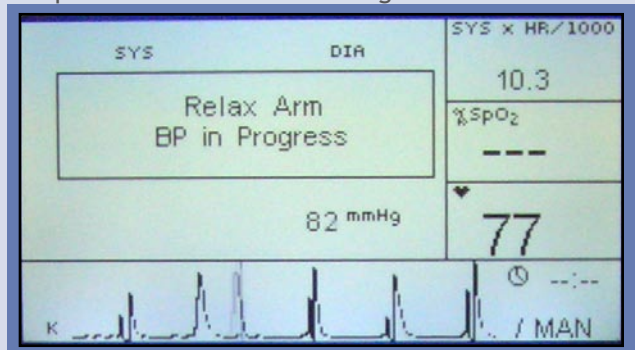 SYS DIA
Relax Arm
BP in Progress
82 mmHg
SYS x HR/1000
10.3
%SpO₂
---
77
K
--:--
/ MAN